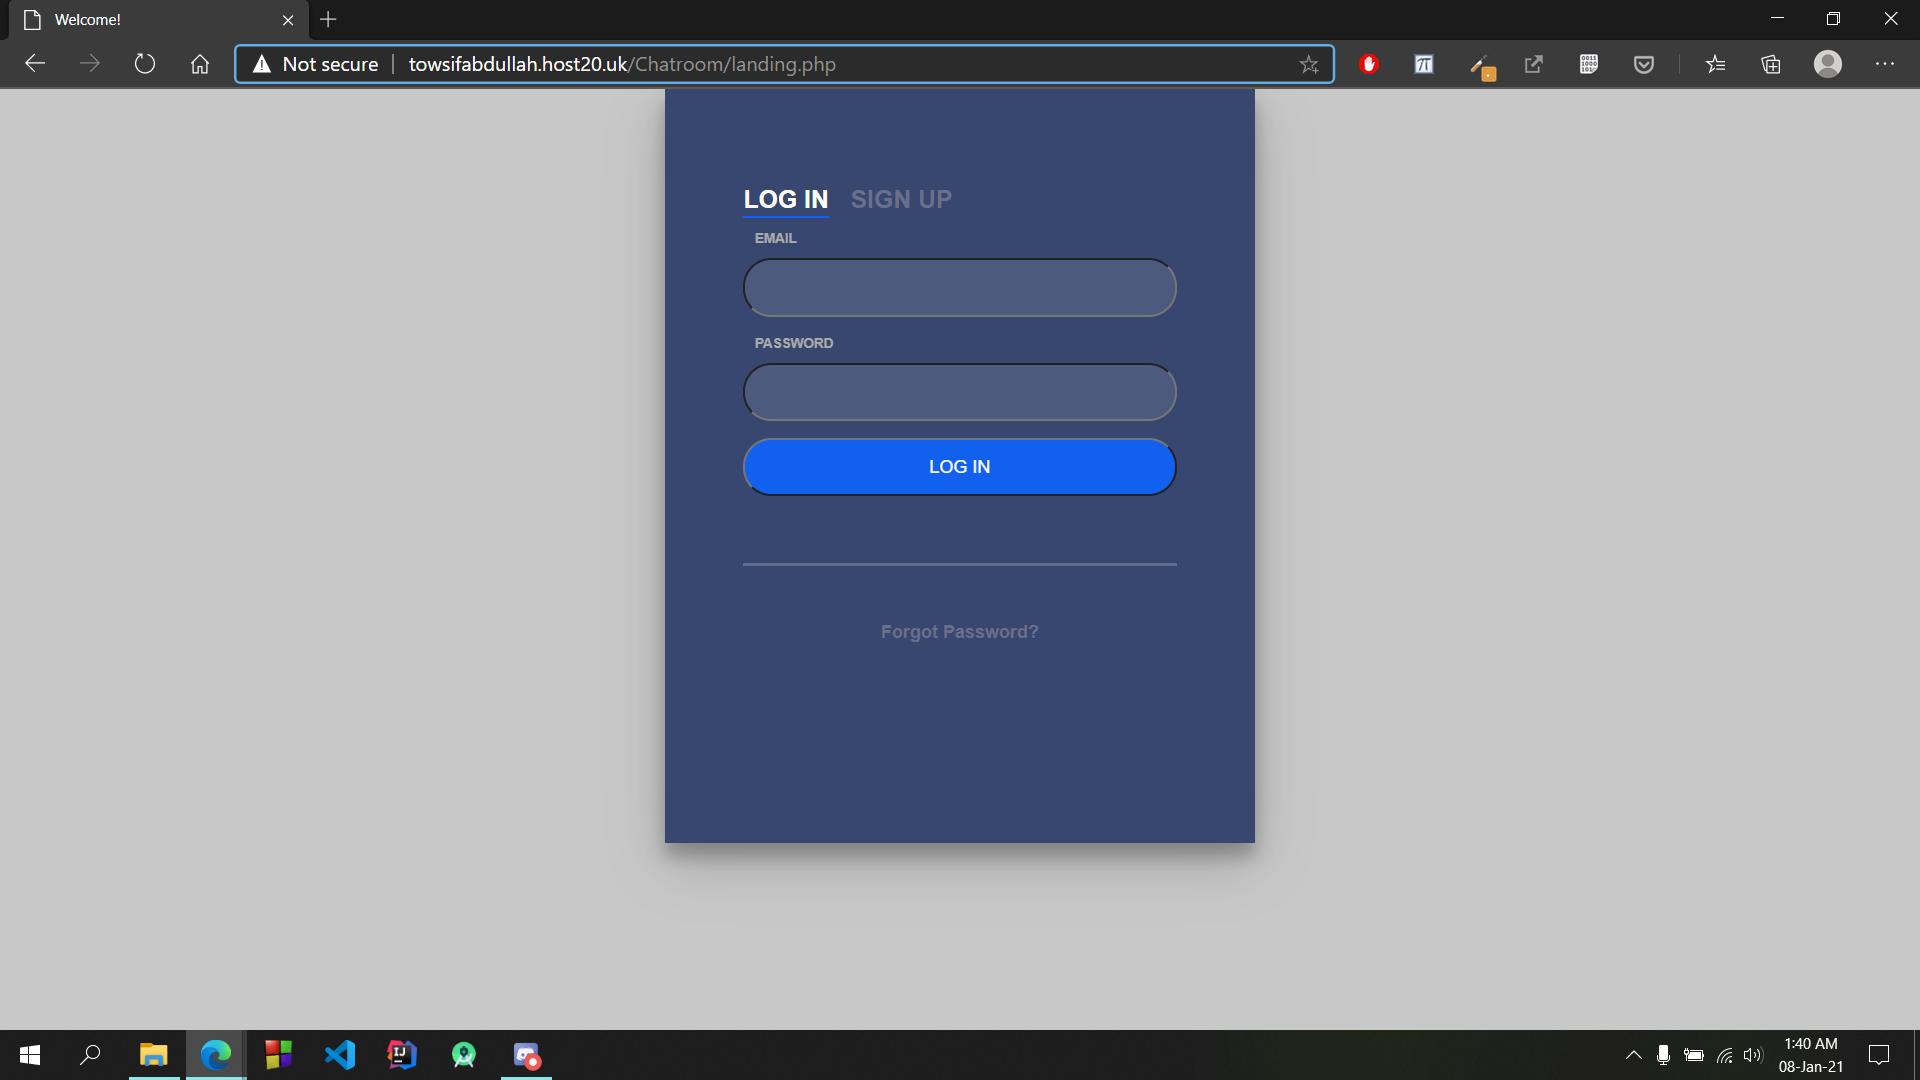 Welcome!
Not secure
towsifabdullah.host20.uk/Chatroom/landing.php
LOG IN SIGN UP
EMAIL
PASSWORD
LOG IN
Forgot Password?
1:40 AM
08-Jan-21